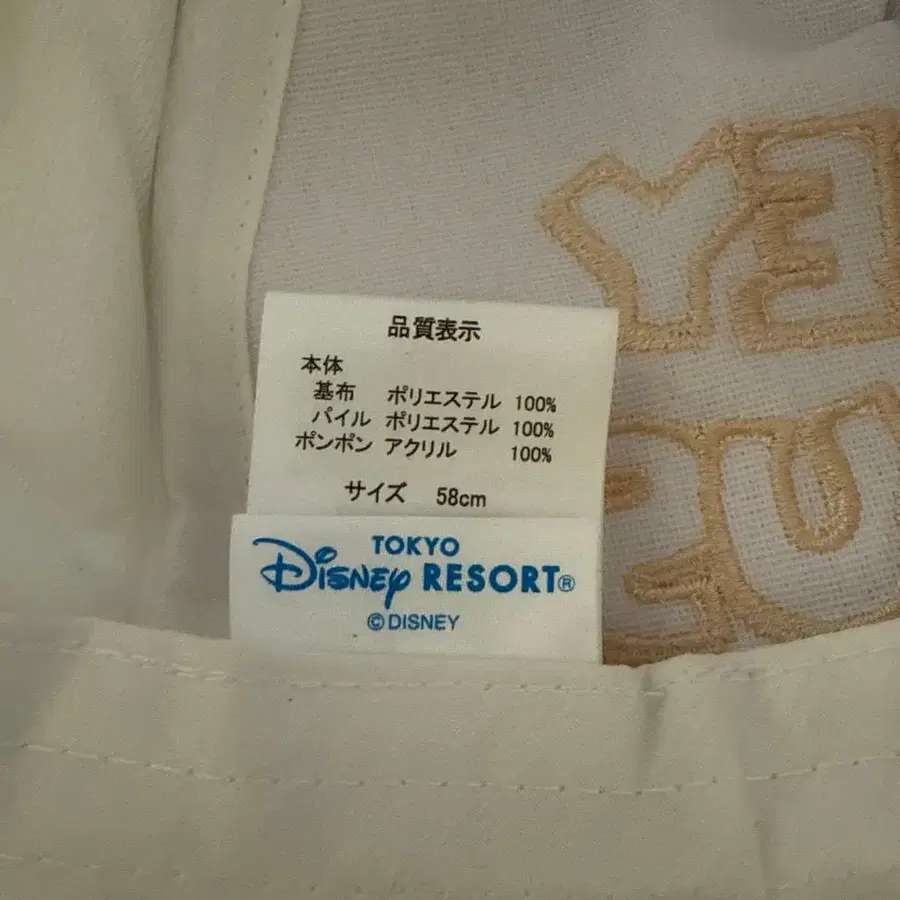 品質表示
本体
基布 ポリエステル 100%
パイル ポリエステル 100%
ポンポン アクリル 100%
サイズ 58cm
TOKYO
Disney RESORT®
©DISNEY